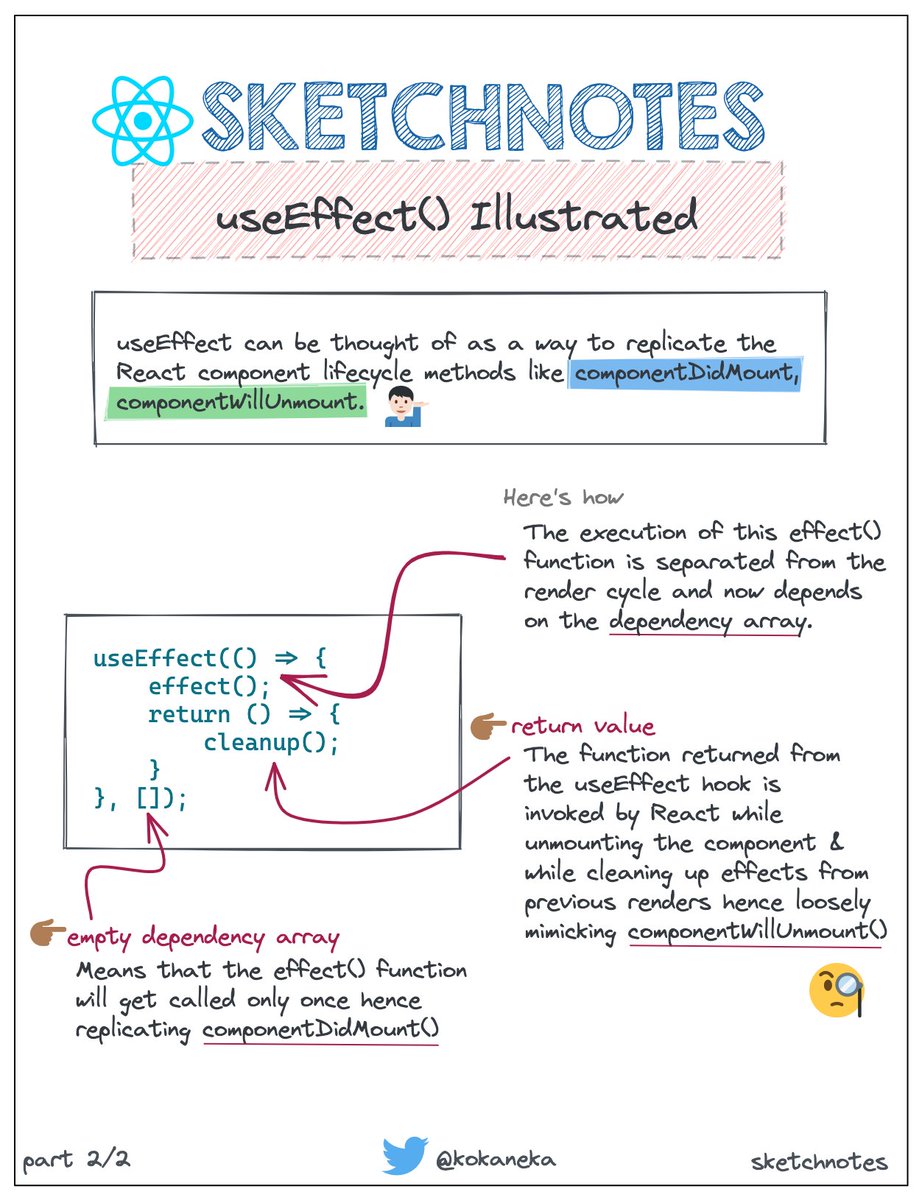 SKETCHNOTES
useEffect() Illustrated
useEffect can be thought of as a way to replicate the
React component lifecycle methods like componentDidMount,
componentWillUnmount.
Here's how
The execution of this effect()
function is separated from the
render cycle and now depends
on the dependency array.
useEffect(() => {
effect();
return () => {
cleanup();
}
}, []);
return value
The function returned from
the useEffect hook is
invoked by React while
unmounting the component &
while cleaning up effects from
previous renders hence loosely
mimicking componentWillUnmount()
empty dependency array
Means that the effect() function
will get called only once hence
replicating componentDidMount()
part 2/2
@kokaneka
sketchnotes